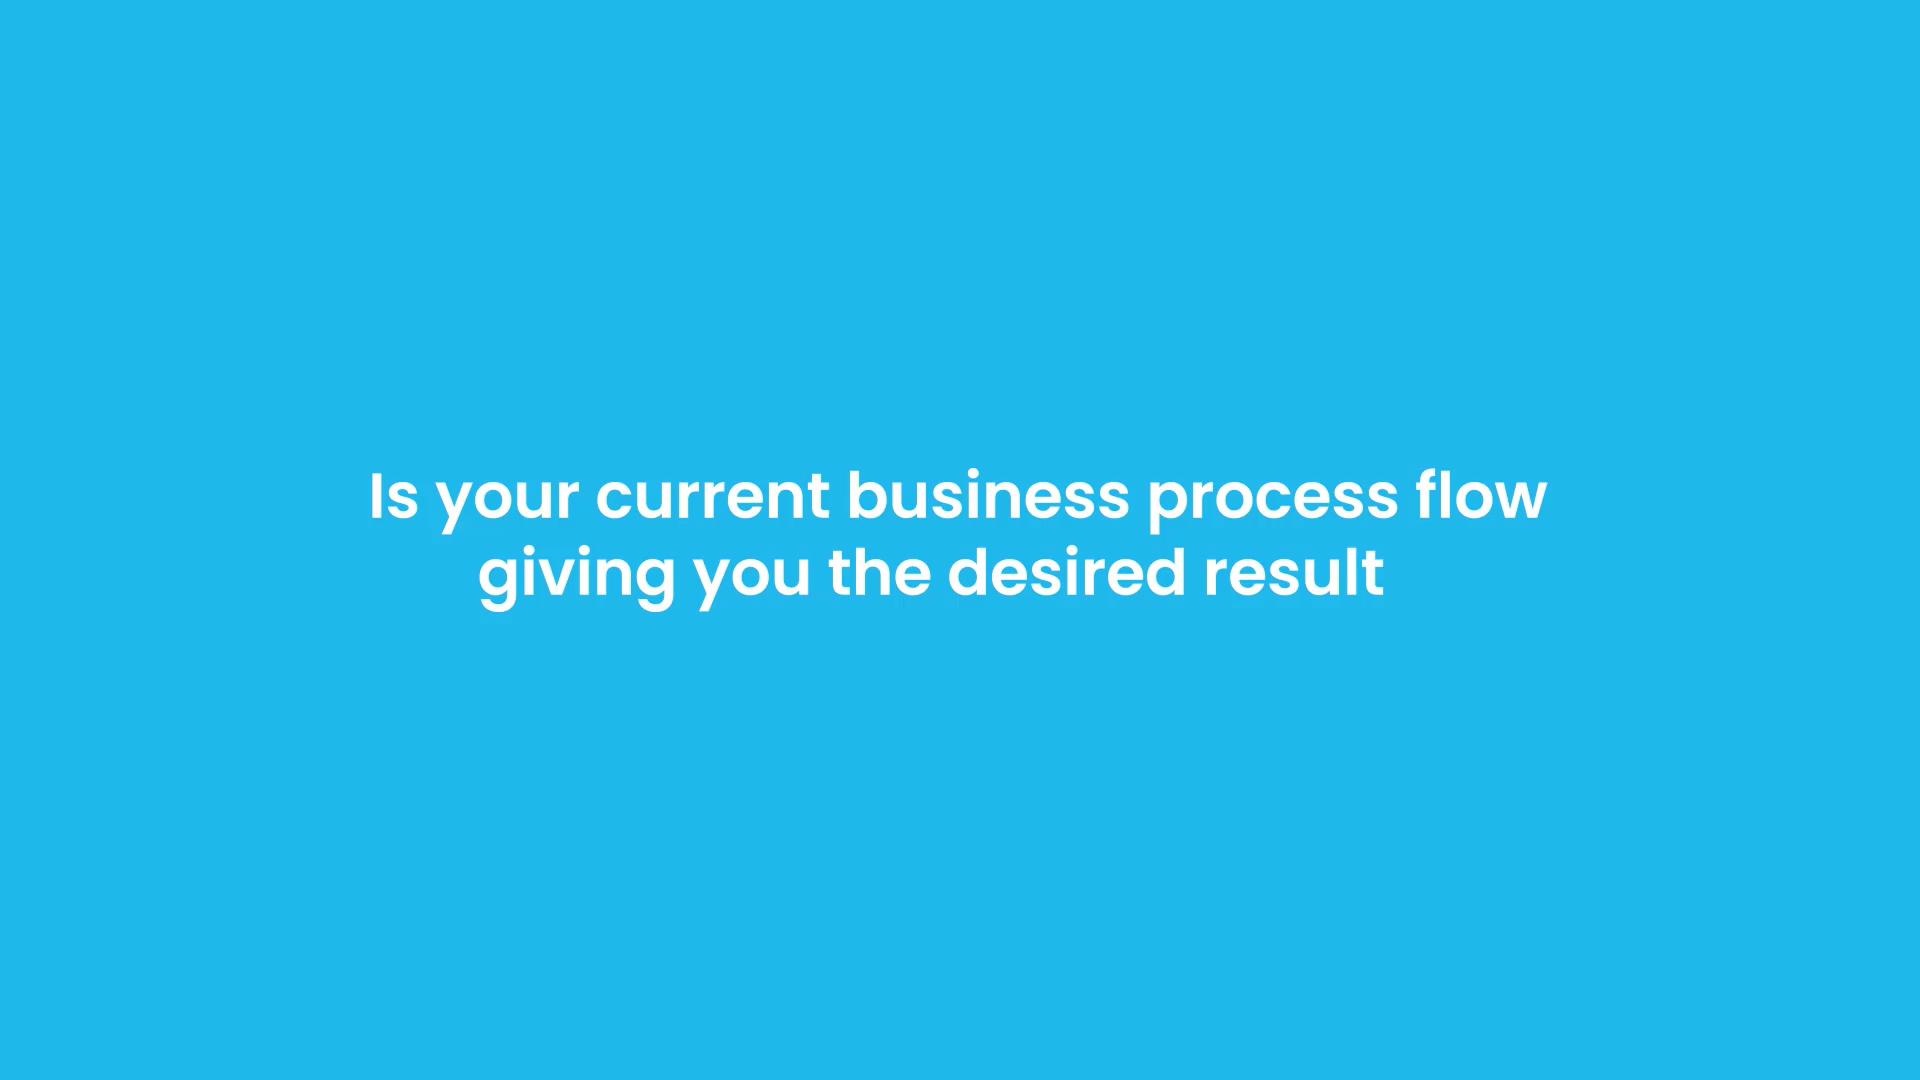 Is your current business process flow
giving you the desired result